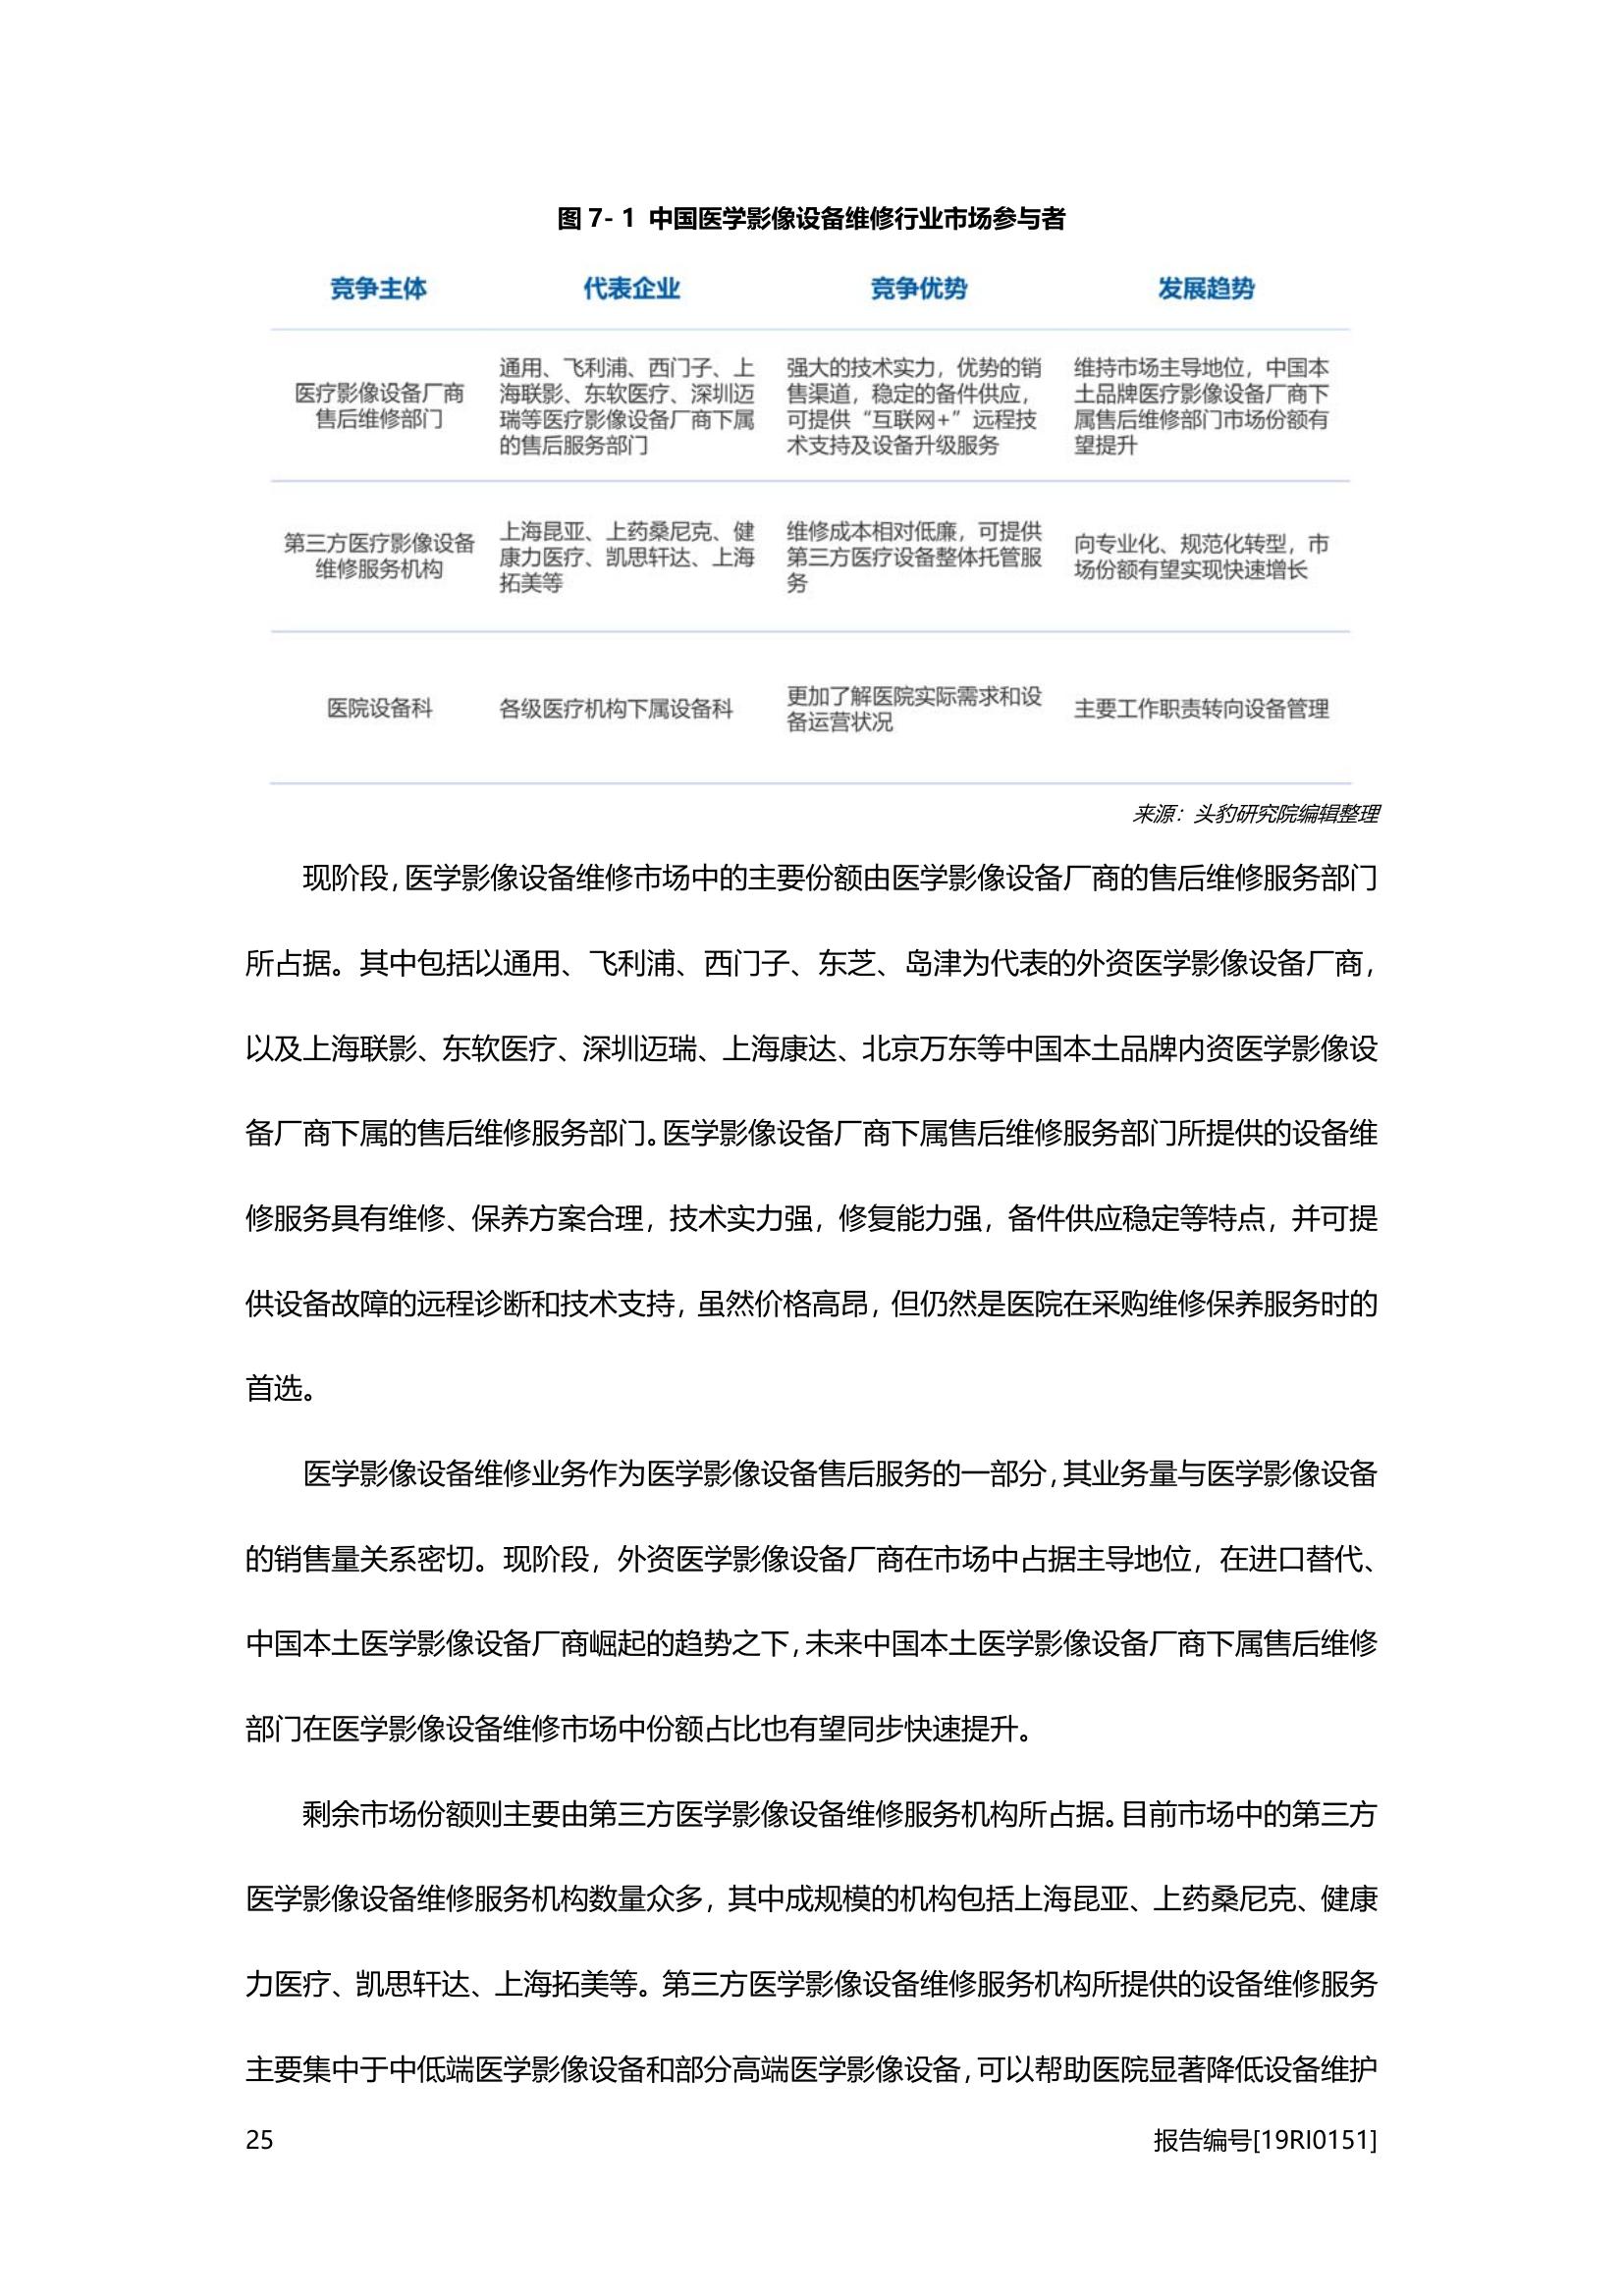 图 7- 1 中国医学影像设备维修行业市场参与者
竞争主体 代表企业 竞争优势 发展趋势
医疗影像设备厂商
售后维修部门
通用、飞利浦、西门子、上
海联影、东软医疗、深圳迈
瑞等医疗影像设备厂商下属
的售后服务部门
强大的技术实力，优势的销
售渠道，稳定的备件供应，
可提供“互联网+”远程技
术支持及设备升级服务
维持市场主导地位，中国本
土品牌医疗影像设备厂商下
属售后维修部门市场份额有
望提升
第三方医疗影像设备
维修服务机构
上海昆亚、上药桑尼克、健
康力医疗、凯思轩达、上海
拓美等
维修成本相对低廉，可提供
第三方医疗设备整体托管服
务
向专业化、规范化转型，市
场份额有望实现快速增长
医院设备科
各级医疗机构下属设备科
更加了解医院实际需求和设
备运营状况
主要工作职责转向设备管理
来源：头豹研究院编辑整理
现阶段，医学影像设备维修市场中的主要份额由医学影像设备厂商的售后维修服务部门
所占据。其中包括以通用、飞利浦、西门子、东芝、岛津为代表的外资医学影像设备厂商，
以及上海联影、东软医疗、深圳迈瑞、上海康达、北京万东等中国本土品牌内资医学影像设
备厂商下属的售后维修服务部门。医学影像设备厂商下属售后维修服务部门所提供的设备维
修服务具有维修、保养方案合理，技术实力强，修复能力强，备件供应稳定等特点，并可提
供设备故障的远程诊断和技术支持，虽然价格高昂，但仍然是医院在采购维修保养服务时的
首选。
医学影像设备维修业务作为医学影像设备售后服务的一部分，其业务量与医学影像设备
的销售量关系密切。现阶段，外资医学影像设备厂商在市场中占据主导地位，在进口替代、
中国本土医学影像设备厂商崛起的趋势之下，未来中国本土医学影像设备厂商下属售后维修
部门在医学影像设备维修市场中份额占比也有望同步快速提升。
剩余市场份额则主要由第三方医学影像设备维修服务机构所占据。目前市场中的第三方
医学影像设备维修服务机构数量众多，其中成规模的机构包括上海昆亚、上药桑尼克、健康
力医疗、凯思轩达、上海拓美等。第三方医学影像设备维修服务机构所提供的设备维修服务
主要集中于中低端医学影像设备和部分高端医学影像设备，可以帮助医院显著降低设备维护
25 报告编号[19RI0151]